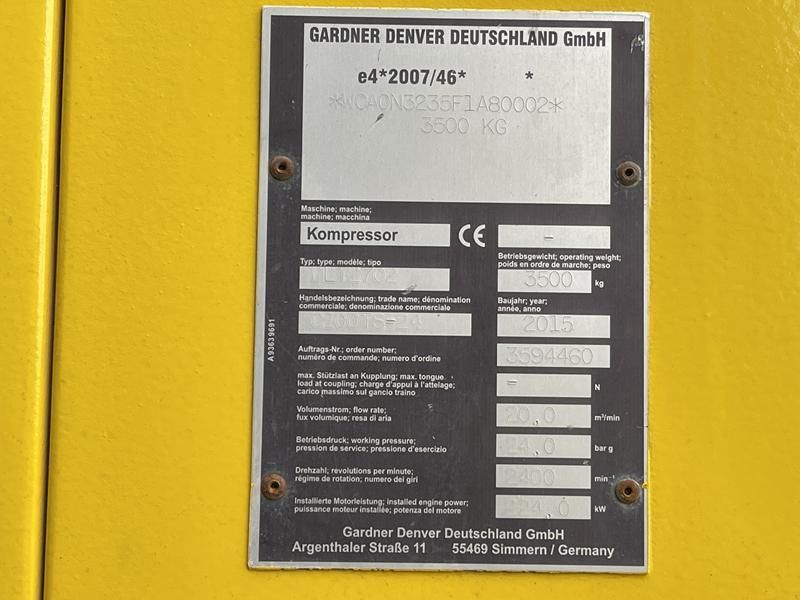 GARDNER DENVER DEUTSCHLAND GmbH
e4*2007/46* *
*WCA0N3235F1A80002*
3500 KG
Maschine; machine;
machine; macchina
Kompressor CE -
Typ; type; modèle; tipo
Betriebsgewicht; operating weight;
poids en ordre de marche; peso
3500 kg
Handelsbezeichnung; trade name; dénomination
commerciale; denominazione commerciale
Baujahr; year;
année, anno
2015
Auftrags-Nr.; order number;
numéro de commande; numero d'ordine
3594460
max. Stützlast an Kupplung; max. tongue
load at coupling; charge d'appui à l'attelage;
carico massimo sul gancio traino
- N
Volumenstrom; flow rate;
fux volumique; resa di aria
20.0 m³/min
Betriebsdruck; working pressure;
pression de service; pressione d'esercizio
24.0 bar g
Drehzahl; revolutions per minute;
régime de rotation; numero dei giri
2400 min⁻¹
Installierte Motorleistung; installed engine power;
puissance moteur installée; potenza del motore
224.0 kW
Gardner Denver Deutschland GmbH
Argenthaler Straße 11 55469 Simmern / Germany
A93639691